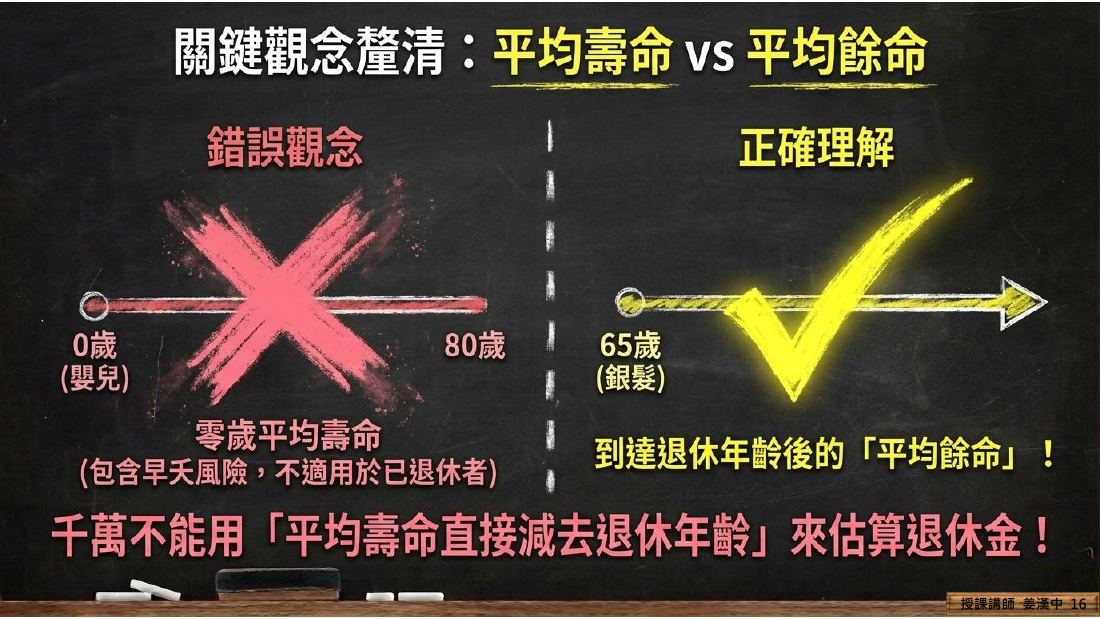 關鍵觀念釐清：平均壽命 vs 平均餘命
錯誤觀念
0歲
(嬰兒)
80歲
零歲平均壽命
(包含早夭風險，不適用於已退休者)
正確理解
65歲
(銀髮)
到達退休年齡後的「平均餘命」！
千萬不能用「平均壽命直接減去退休年齡」來估算退休金！
授課講師 姜漢中 16